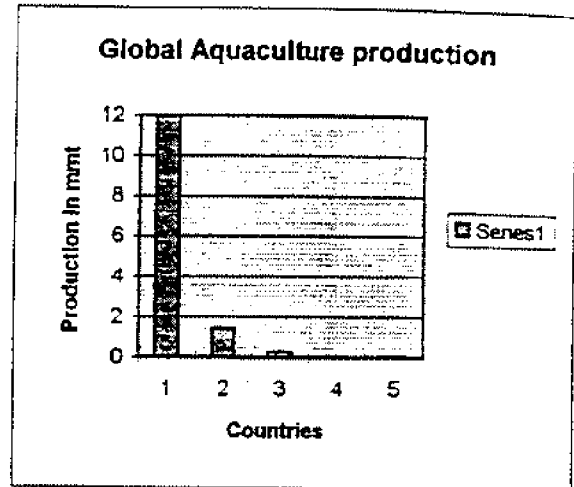 Global Aquaculture production
Production in mmt
12
10
8
6
4
2
0
1 2 3 4 5
Countries
Series1